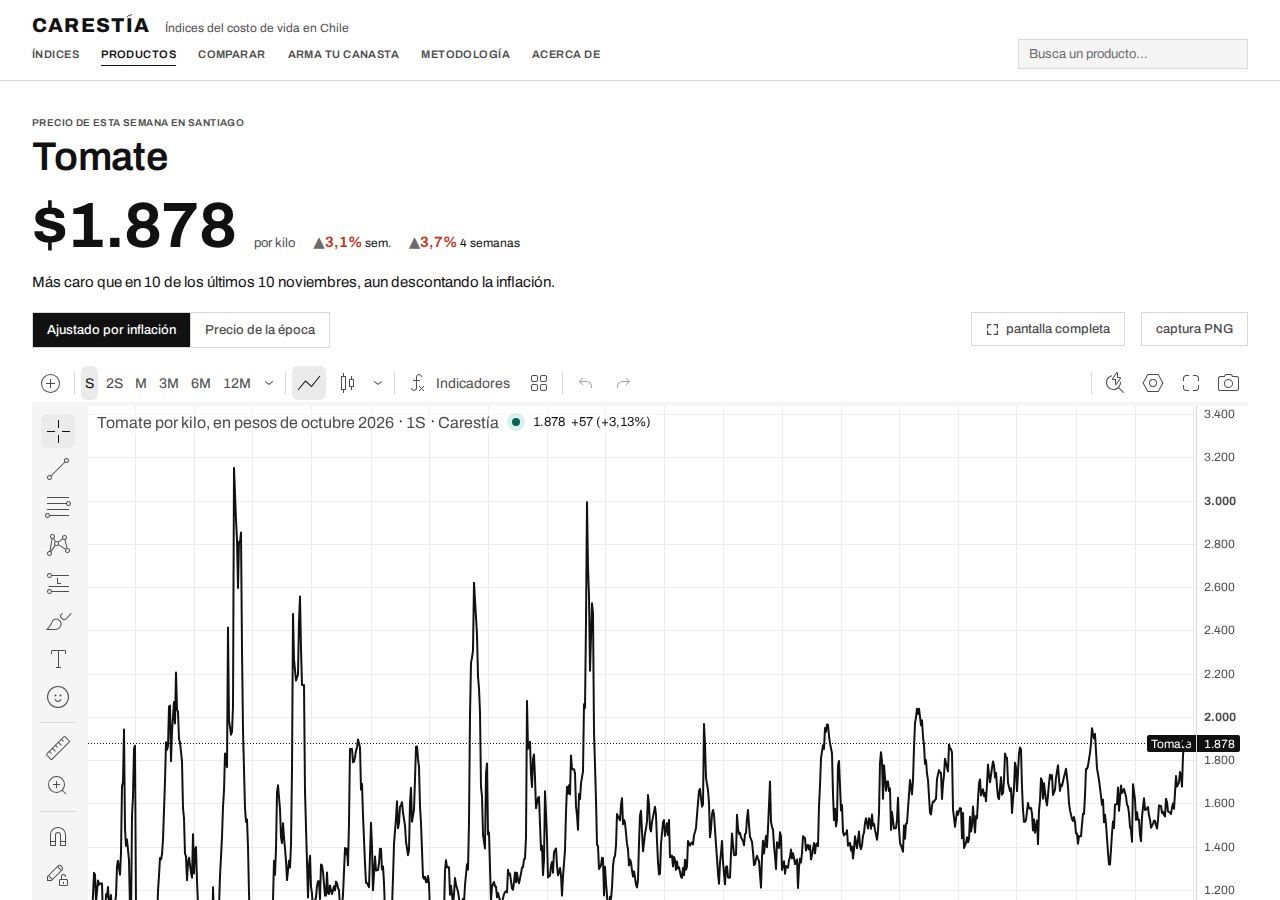 CARESTÍA Índices del costo de vida en Chile
ÍNDICES PRODUCTOS COMPARAR ARMA TU CANASTA METODOLOGÍA ACERCA DE
Busca un producto...
PRECIO DE ESTA SEMANA EN SANTIAGO
Tomate
$1.878 por kilo ▲3,1% sem. ▲3,7% 4 semanas
Más caro que en 10 de los últimos 10 noviembres, aun descontando la inflación.
Ajustado por inflación Precio de la época
pantalla completa captura PNG
S 2S M 3M 6M 12M Indicadores
Tomate por kilo, en pesos de octubre 2026 · 1S · Carestía 1.878 +57 (+3,13%)
3.400
3.200
3.000
2.800
2.600
2.400
2.200
2.000
Tomate 1.878
1.800
1.600
1.400
1.200